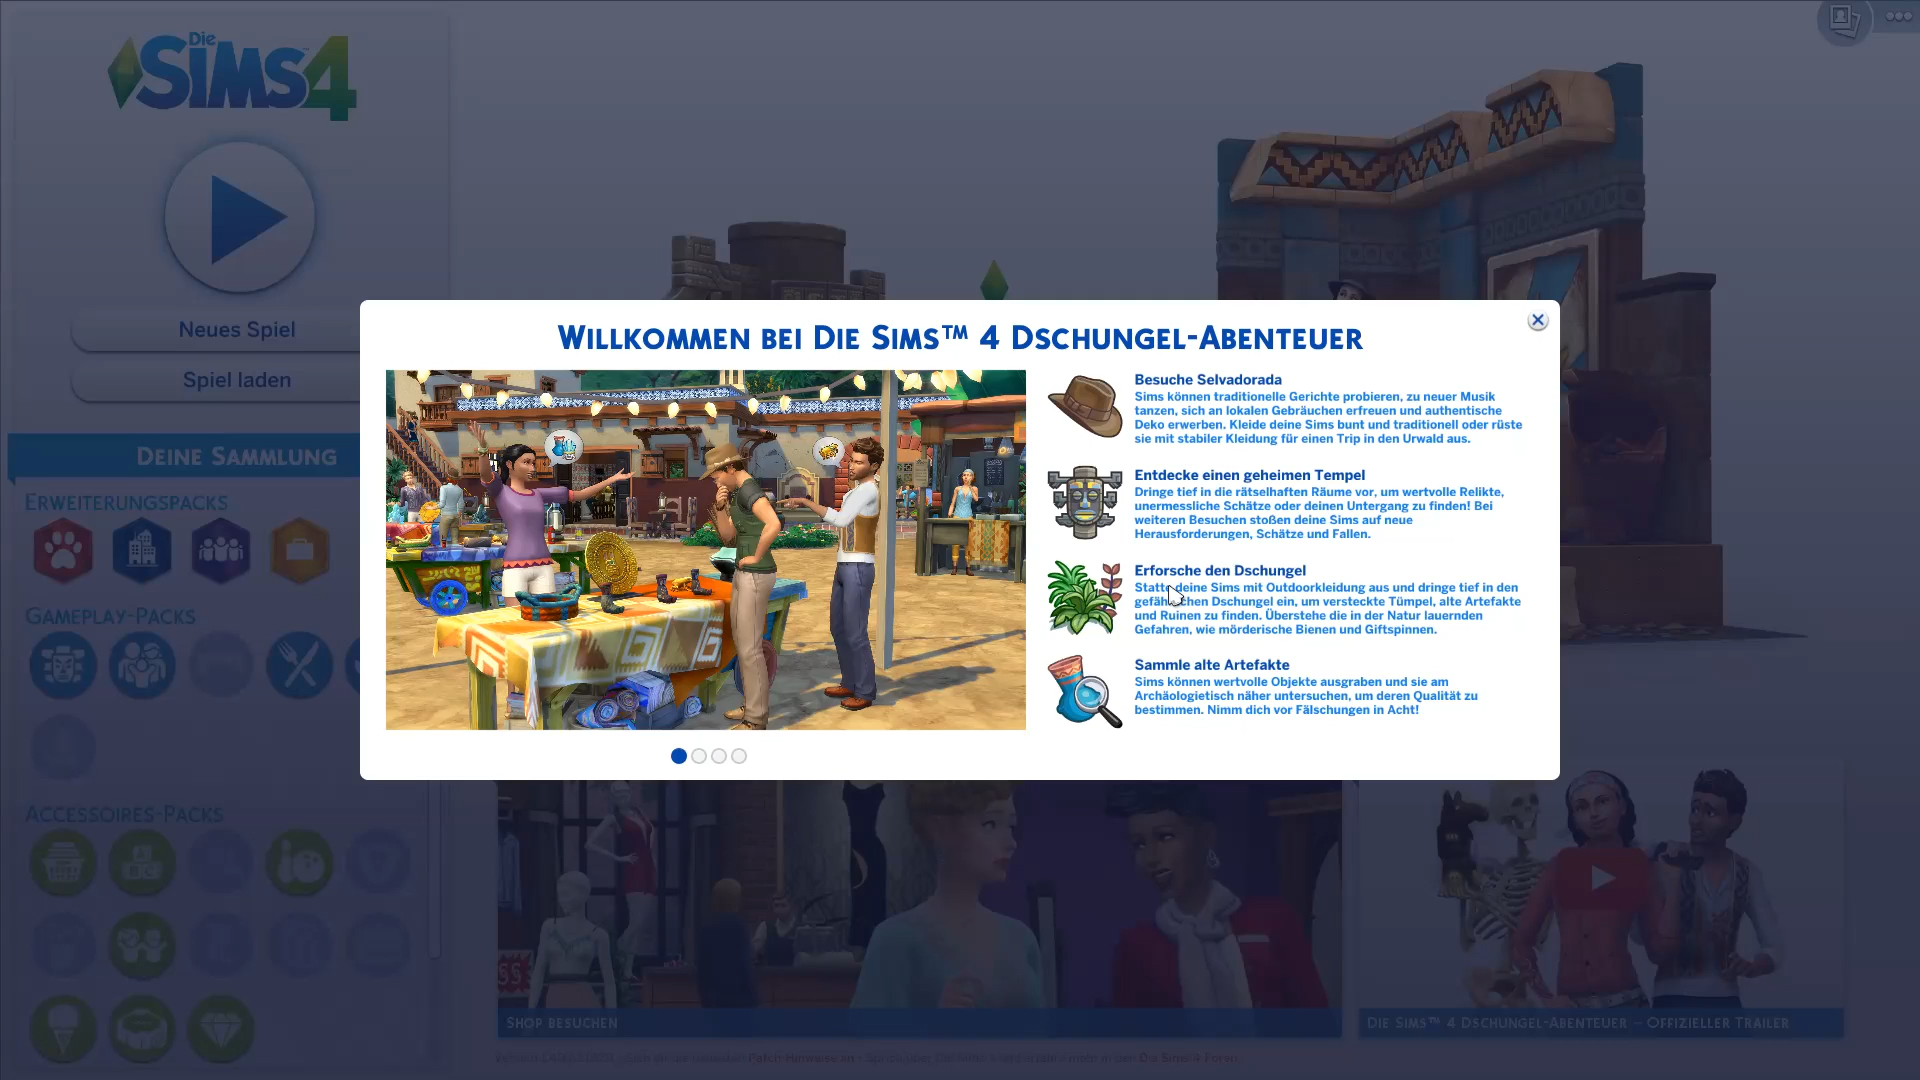 Die Sims 4
Neues Spiel
Spiel laden
Deine Sammlung
Erweiterungspacks
Gameplay-Packs
Accessoires-Packs
Willkommen bei Die Sims™ 4 Dschungel-Abenteuer
Besuche Selvadorada
Sims können traditionelle Gerichte probieren, zu neuer Musik
tanzen, sich an lokalen Gebräuchen erfreuen und authentische
Deko erwerben. Kleide deine Sims bunt und traditionell oder rüste
sie mit stabiler Kleidung für einen Trip in den Urwald aus.
Entdecke einen geheimen Tempel
Dringe tief in die rätselhaften Räume vor, um wertvolle Relikte,
unermessliche Schätze oder deinen Untergang zu finden! Bei
weiteren Besuchen stoßen deine Sims auf neue
Herausforderungen, Schätze und Fallen.
Erforsche den Dschungel
Statte deine Sims mit Outdoorkleidung aus und dringe tief in den
gefährlichen Dschungel ein, um versteckte Tümpel, alte Artefakte
und Ruinen zu finden. Überstehe die in der Natur lauernden
Gefahren, wie mörderische Bienen und Giftspinnen.
Sammle alte Artefakte
Sims können wertvolle Objekte ausgraben und sie am
Archäologietisch näher untersuchen, um deren Qualität zu
bestimmen. Nimm dich vor Fälschungen in Acht!
Shop besuchen
Die Sims™ 4 Dschungel-Abenteuer – Offizieller Trailer